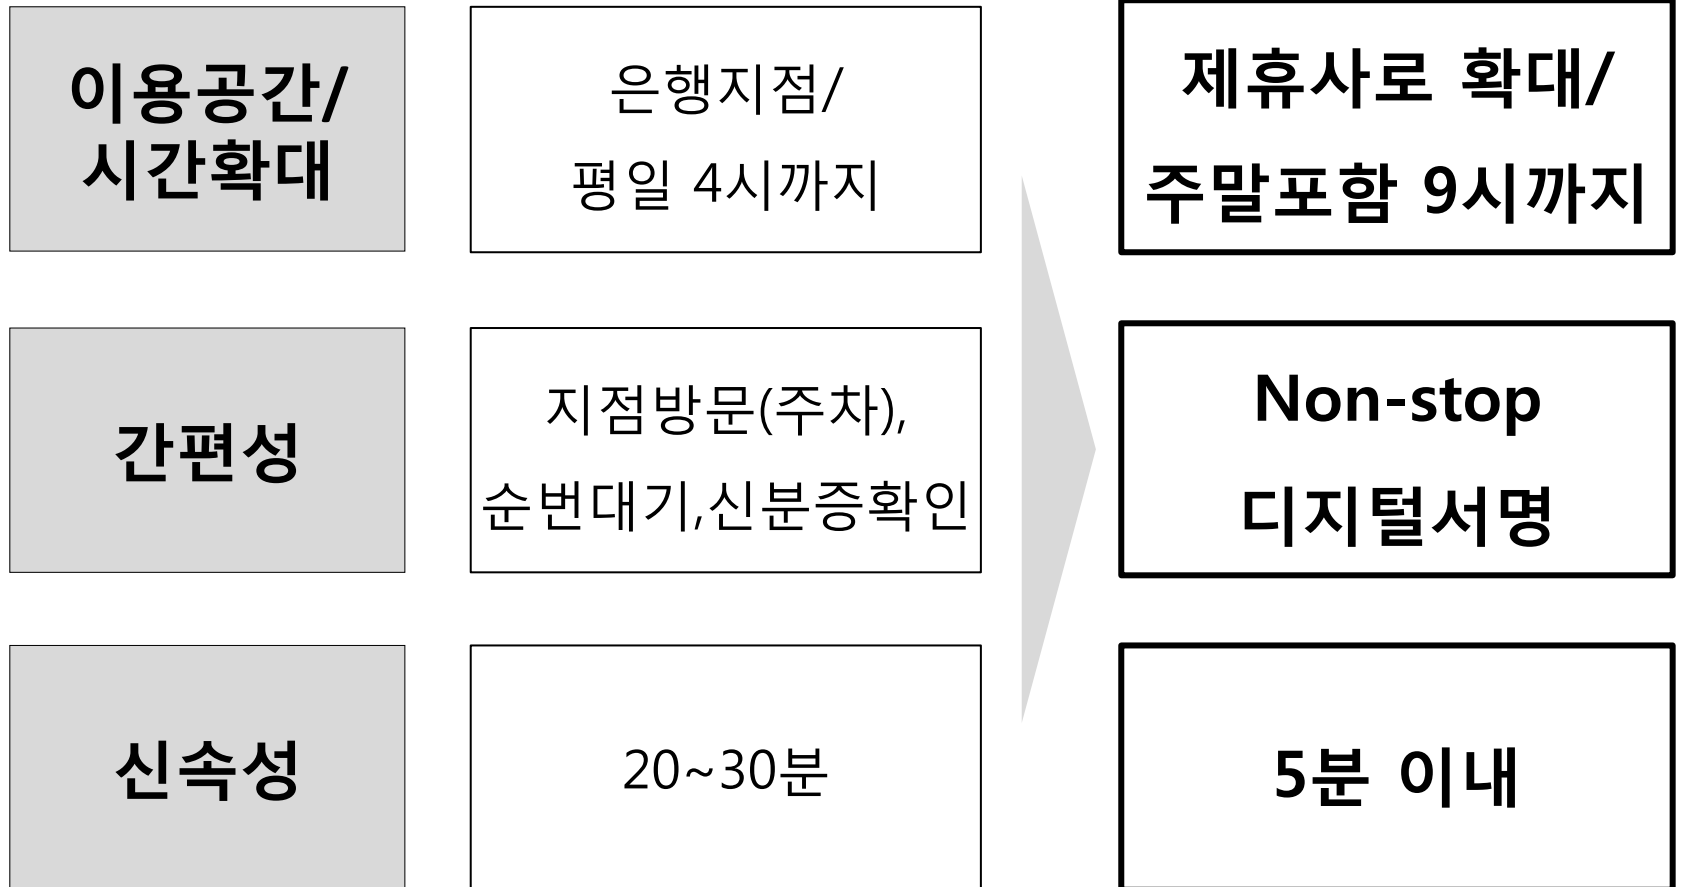 이용공간/
시간확대
은행지점/
평일 4시까지
제휴사로 확대/
주말포함 9시까지
간편성
지점방문(주차),
순번대기,신분증확인
Non-stop
디지털서명
신속성
20~30분
5분 이내